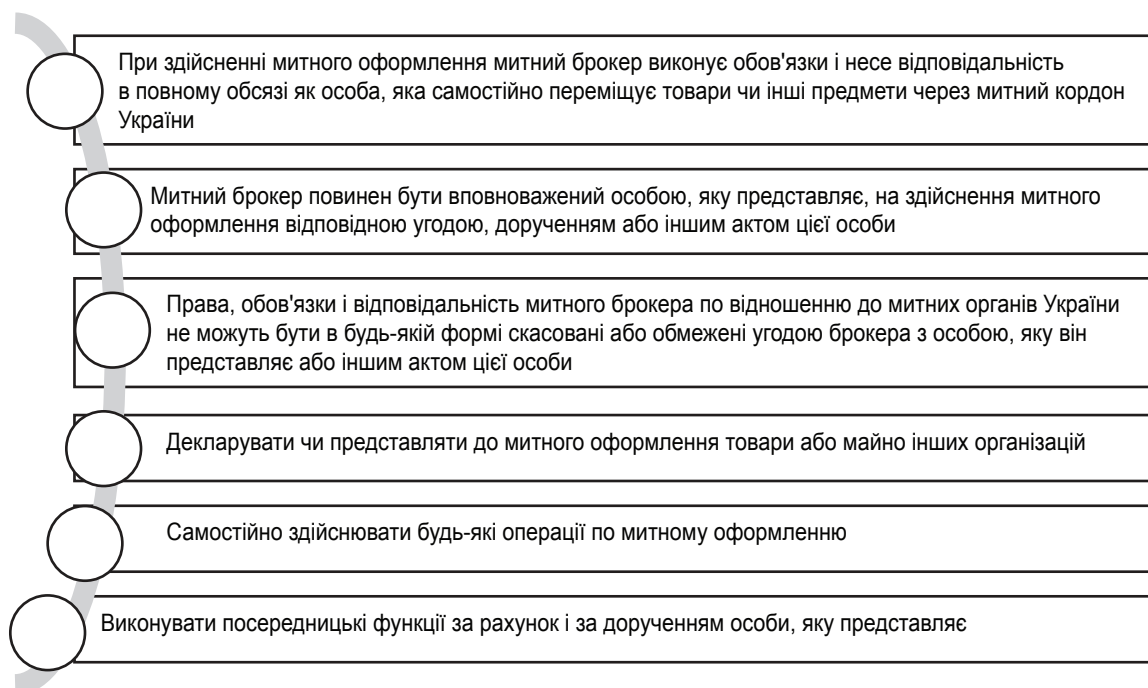 При здійсненні митного оформлення митний брокер виконує обов'язки і несе відповідальність
в повному обсязі як особа, яка самостійно переміщує товари чи інші предмети через митний кордон
України
Митний брокер повинен бути вповноважений особою, яку представляє, на здійснення митного
оформлення відповідною угодою, дорученням або іншим актом цієї особи
Права, обов'язки і відповідальність митного брокера по відношенню до митних органів України
не можуть бути в будь-якій формі скасовані або обмежені угодою брокера з особою, яку він
представляє або іншим актом цієї особи
Декларувати чи представляти до митного оформлення товари або майно інших організацій
Самостійно здійснювати будь-які операції по митному оформленню
Виконувати посередницькі функції за рахунок і за дорученням особи, яку представляє